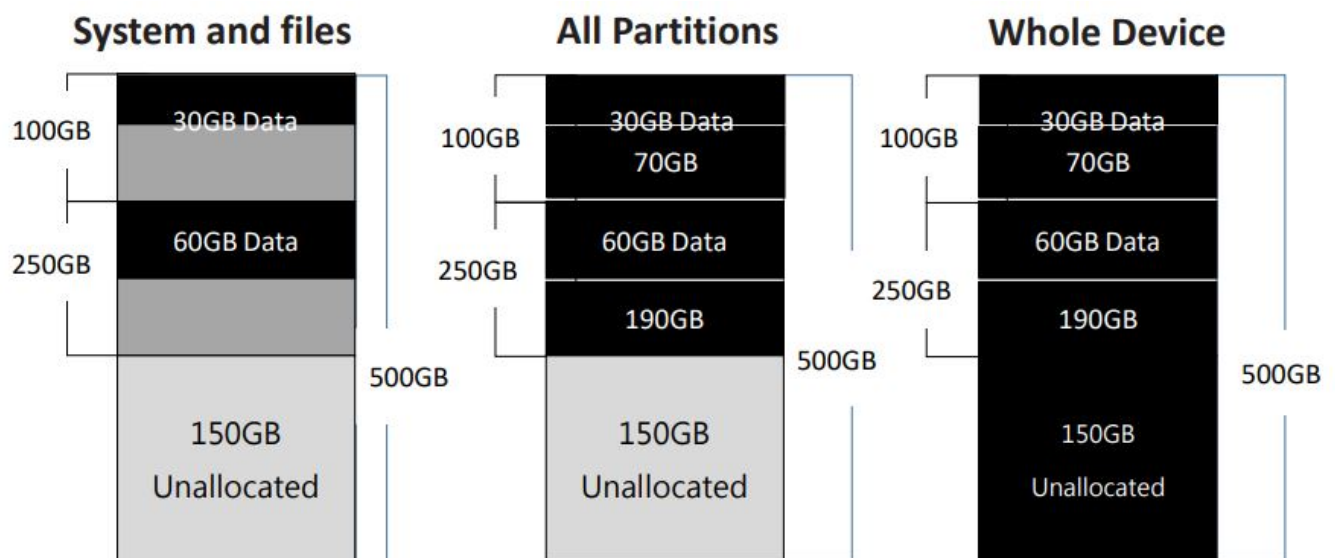 System and files
100GB
30GB Data
250GB
60GB Data
500GB
150GB
Unallocated
All Partitions
100GB
30GB Data
70GB
250GB
60GB Data
190GB
500GB
150GB
Unallocated
Whole Device
100GB
30GB Data
70GB
250GB
60GB Data
190GB
500GB
150GB
Unallocated